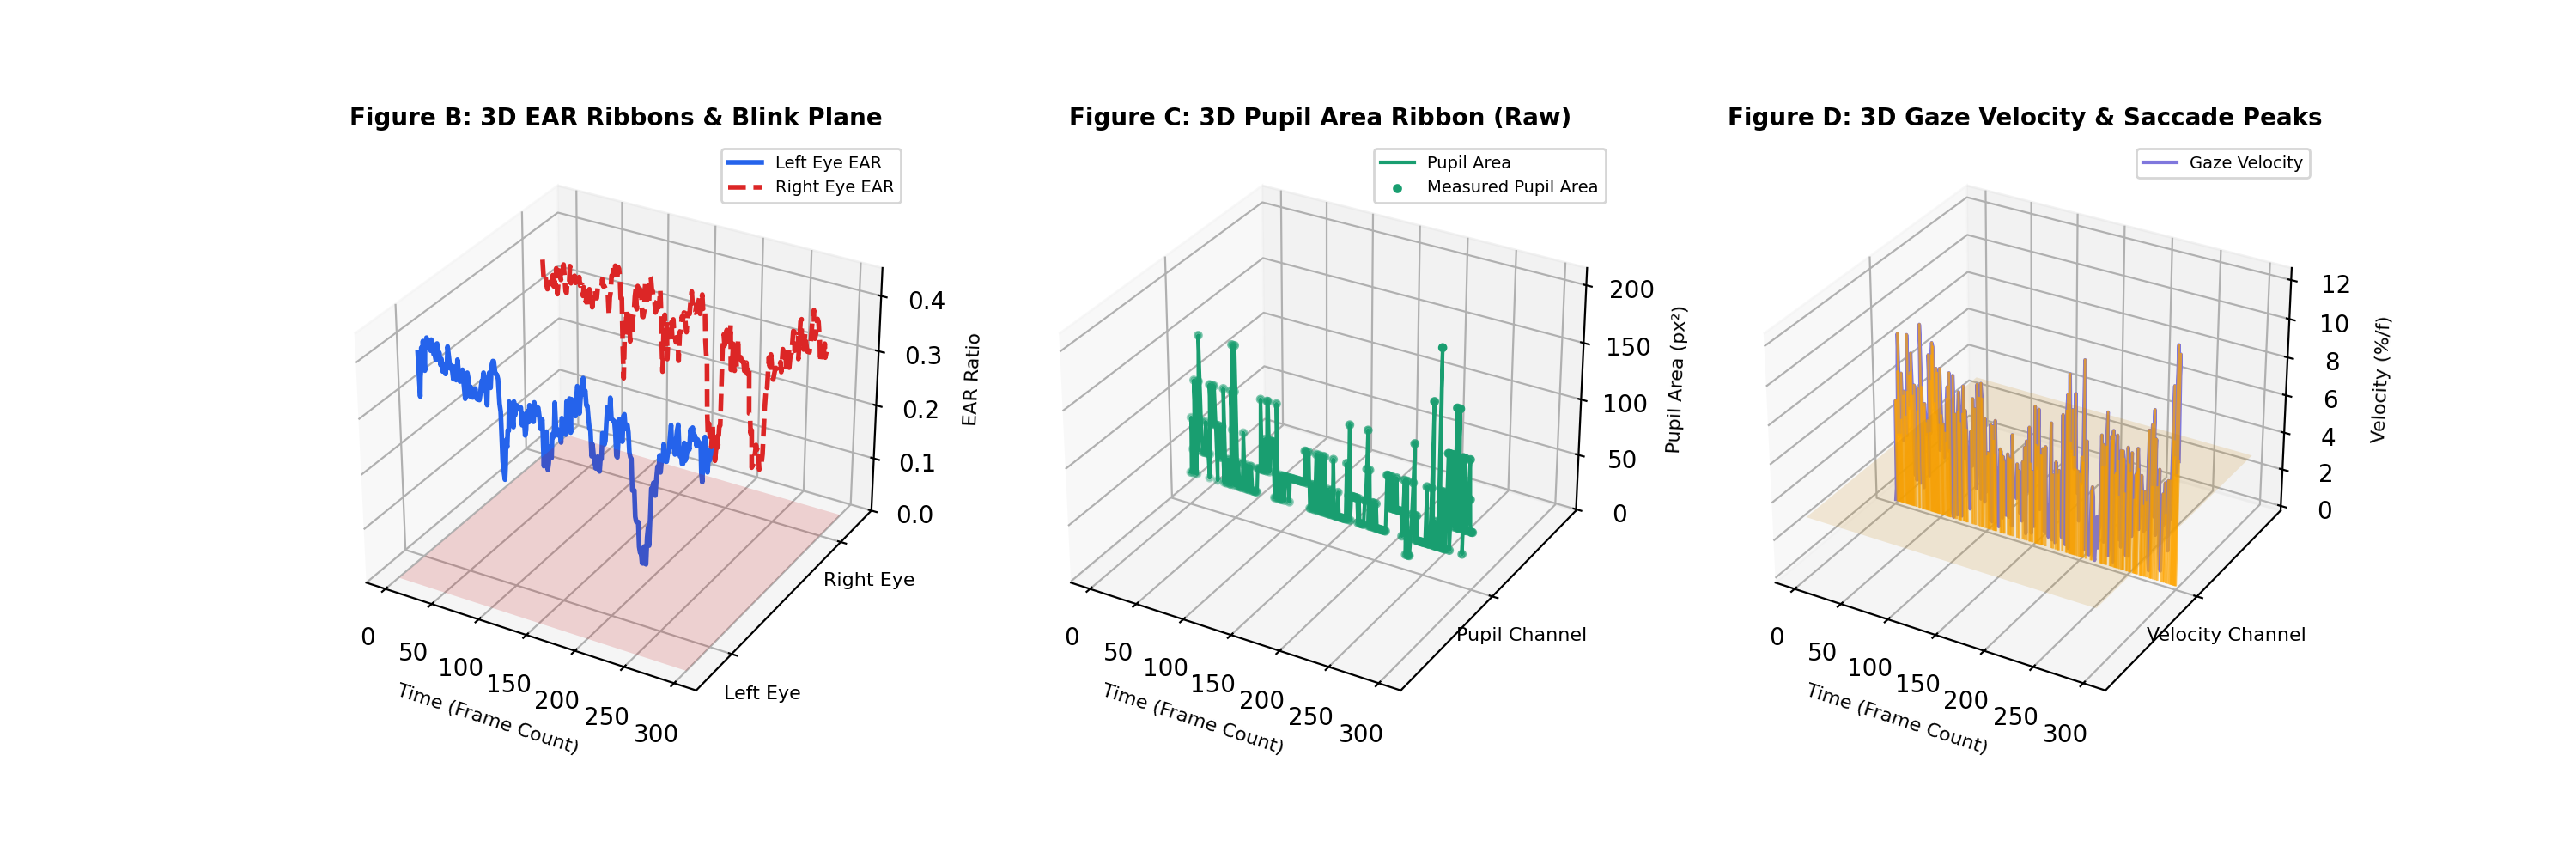 Figure B: 3D EAR Ribbons & Blink Plane
Left Eye EAR
Right Eye EAR
0.4
0.3
0.2
0.1
0.0
EAR Ratio
Right Eye
Left Eye
0
50
100
150
200
250
300
Time (Frame Count)
Figure C: 3D Pupil Area Ribbon (Raw)
Pupil Area
Measured Pupil Area
200
150
100
50
0
Pupil Area (px²)
Pupil Channel
0
50
100
150
200
250
300
Time (Frame Count)
Figure D: 3D Gaze Velocity & Saccade Peaks
Gaze Velocity
12
10
8
6
4
2
0
Velocity (%/f)
Velocity Channel
0
50
100
150
200
250
300
Time (Frame Count)